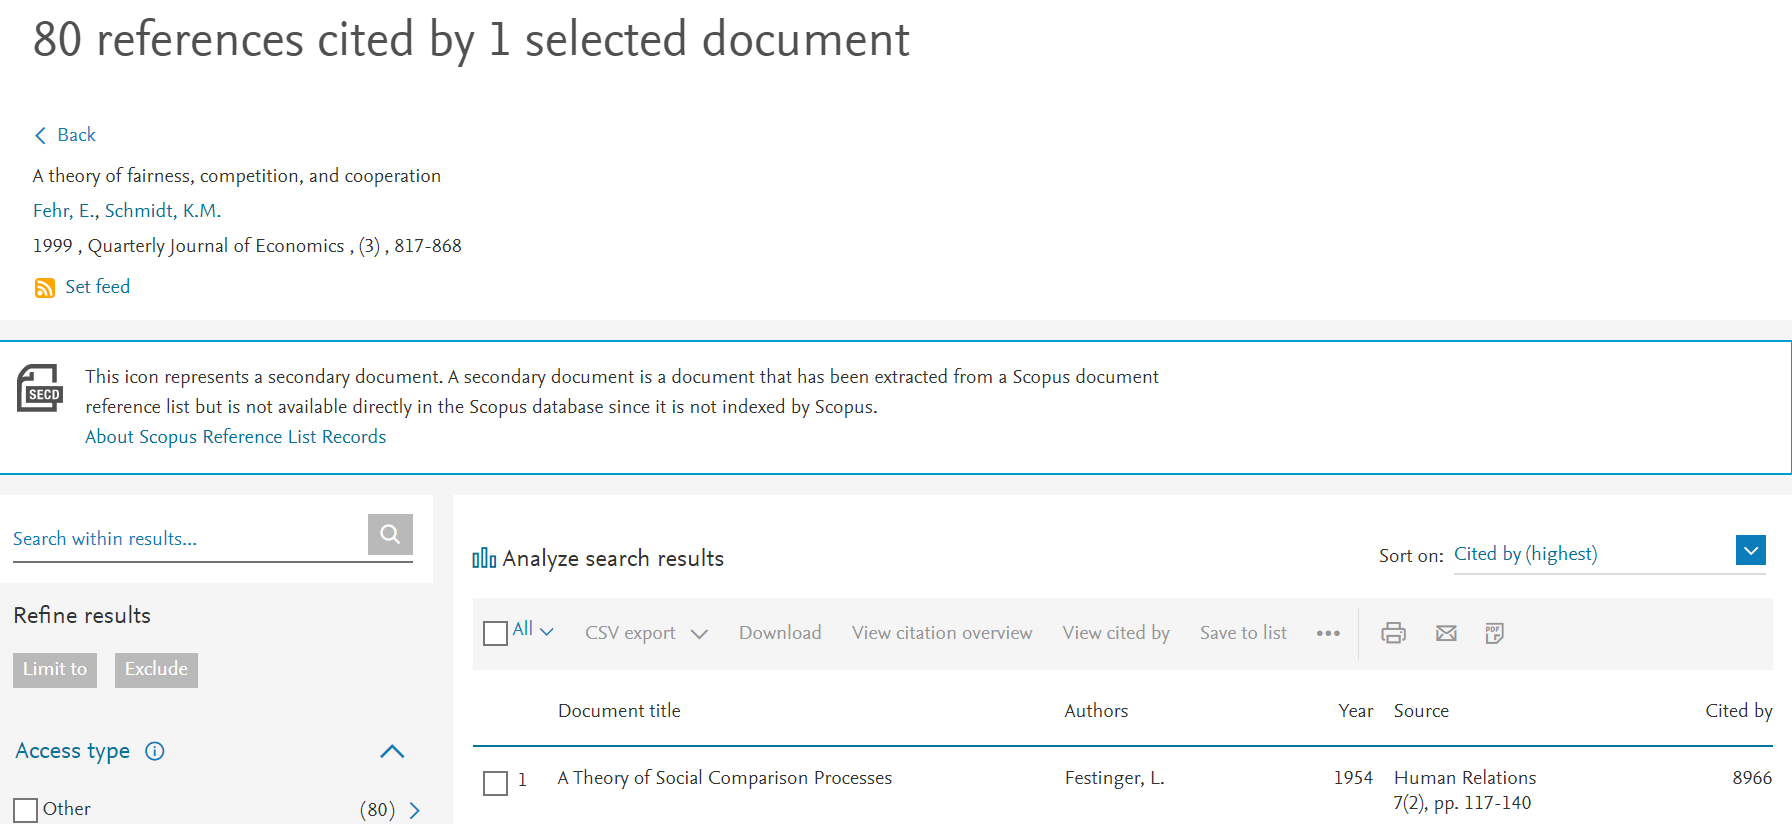 80 references cited by 1 selected document
Back
A theory of fairness, competition, and cooperation
Fehr, E., Schmidt, K.M.
1999 , Quarterly Journal of Economics , (3) , 817-868
Set feed
SECD
This icon represents a secondary document. A secondary document is a document that has been extracted from a Scopus document
reference list but is not available directly in the Scopus database since it is not indexed by Scopus.
About Scopus Reference List Records
Search within results...
Refine results
Limit to Exclude
Access type
Other (80)
Analyze search results
Sort on: Cited by (highest)
All CSV export Download View citation overview View cited by Save to list ••• PDF
Document title Authors Year Source Cited by
1 A Theory of Social Comparison Processes Festinger, L. 1954 Human Relations 8966
7(2), pp. 117-140